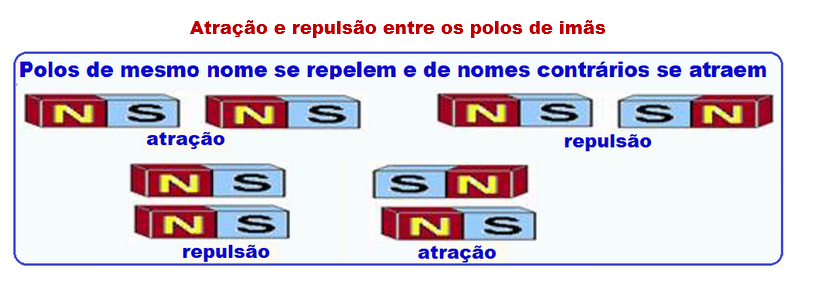 Atração e repulsão entre os polos de imãs
Polos de mesmo nome se repelem e de nomes contrários se atraem
N S N S N S S N
atração repulsão
N S S N
N S N S
repulsão atração